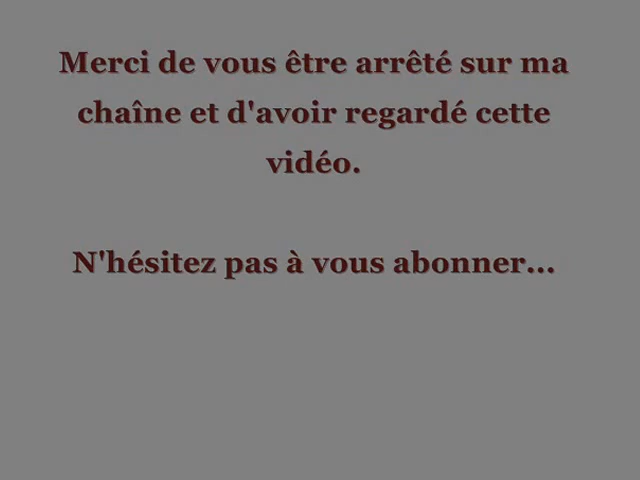 Merci de vous être arrêté sur ma
chaîne et d'avoir regardé cette
vidéo.
N'hésitez pas à vous abonner...